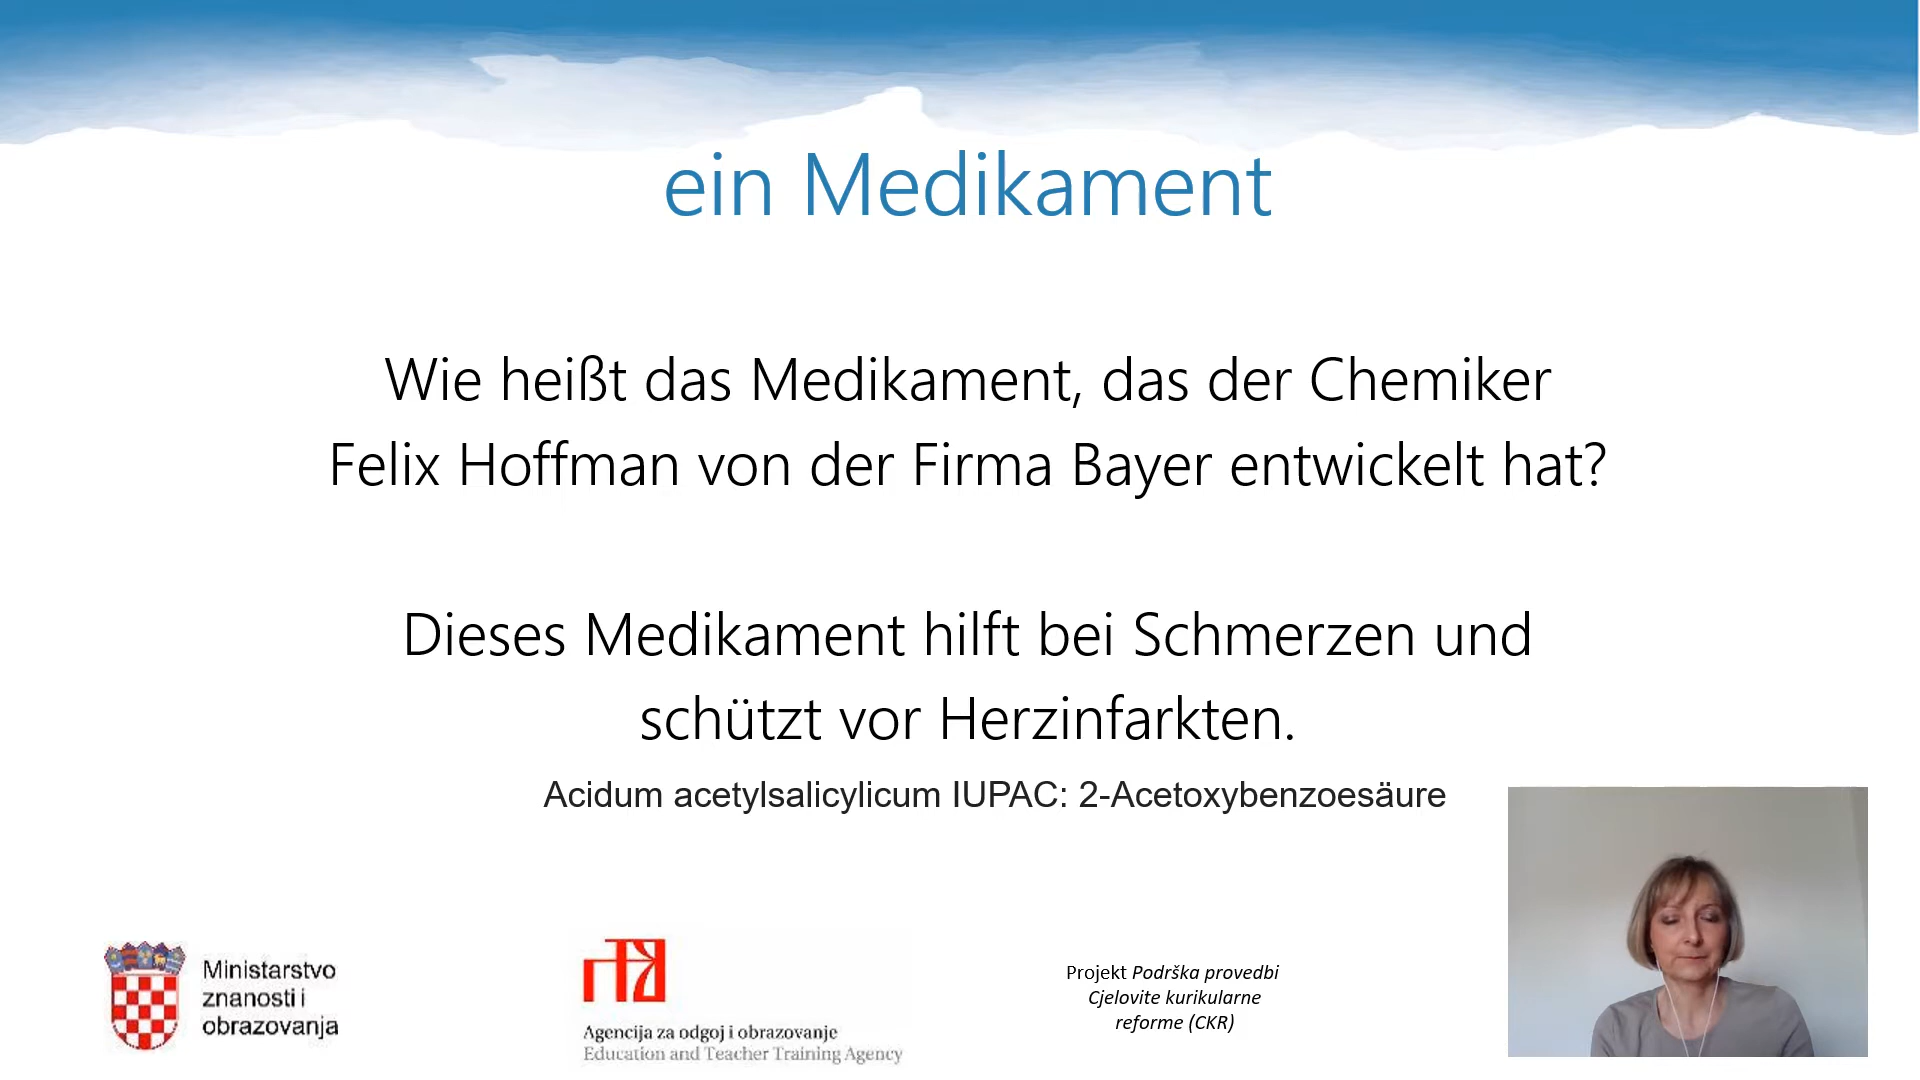 ein Medikament
Wie heißt das Medikament, das der Chemiker
Felix Hoffman von der Firma Bayer entwickelt hat?
Dieses Medikament hilft bei Schmerzen und
schützt vor Herzinfarkten.
Acidum acetylsalicylicum IUPAC: 2-Acetoxybenzoesäure
Ministarstvo
znanosti i
obrazovanja
Agencija za odgoj i obrazovanje
Education and Teacher Training Agency
Projekt Podrška provedbi
Cjelovite kurikularne
reforme (CKR)